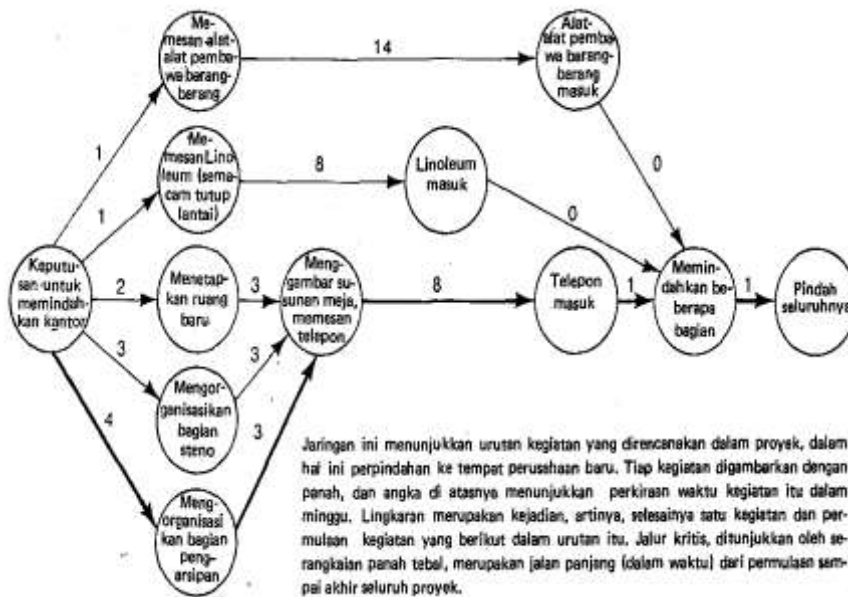 Me-
mesan alat-
alat pemba-
wa barang-
barang
14
Alat-
alat pemba-
wa barang-
berang
masuk
1
Me-
mesan Lino-
leum (sema-
cam tutup
lantai)
8
Linoleum
masuk
0
0
1
Kaputus-
an untuk
memindah-
kan kantor
2
Menetap-
kan ruang
baru
3
Meng-
gambar su-
sunan meja,
memesan
telepon
8
Telepon
masuk
1
Memin-
dahkan be-
berapa
bagian
1
Pindah
seluruhnya
3
Mengor-
ganisasikan
bagian
steno
3
4
3
Meng-
organisasi
kan bagian
peng-
arsipan
Jaringan ini menunjukkan urutan kegiatan yang direncanakan dalam proyek, dalam
hal ini perpindahan ke tempat perusahaan baru. Tiap kegiatan digambarkan dengan
panah, dan angka di atasnya menunjukkan perkiraan waktu kegiatan itu dalam
minggu. Lingkaran merupakan kejadian, artinya, selesainya satu kegiatan dan per-
mulaan kegiatan yang berikut dalam urutan itu. Jalur kritis, ditunjukkan oleh se-
rangkaian panah tebal, merupakan jalan panjang (dalam waktu) dari permulaan sam-
pai akhir seluruh proyek.